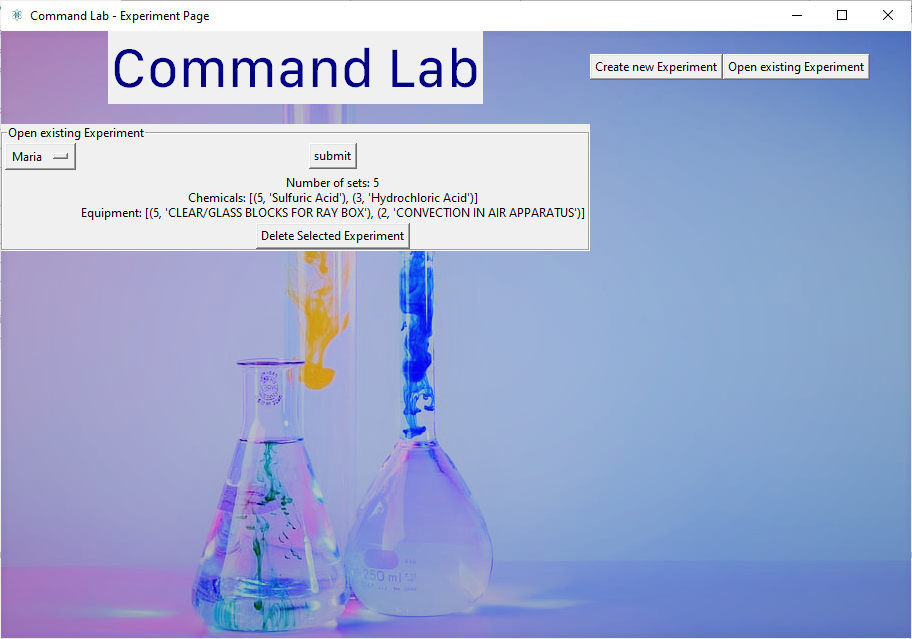 Command Lab - Experiment Page
Command Lab
Create new Experiment
Open existing Experiment
Open existing Experiment
Maria
submit
Number of sets: 5
Chemicals: [(5, 'Sulfuric Acid'), (3, 'Hydrochloric Acid')]
Equipment: [(5, 'CLEAR/GLASS BLOCKS FOR RAY BOX'), (2, 'CONVECTION IN AIR APPARATUS')]
Delete Selected Experiment
250 ml